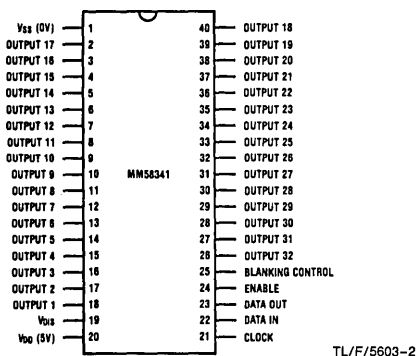 VSS (0V) 1 40 OUTPUT 18
OUTPUT 17 2 39 OUTPUT 19
OUTPUT 16 3 38 OUTPUT 20
OUTPUT 15 4 37 OUTPUT 21
OUTPUT 14 5 36 OUTPUT 22
OUTPUT 13 6 35 OUTPUT 23
OUTPUT 12 7 34 OUTPUT 24
OUTPUT 11 8 33 OUTPUT 25
OUTPUT 10 9 32 OUTPUT 26
OUTPUT 9 10 MM58341 31 OUTPUT 27
OUTPUT 8 11 30 OUTPUT 28
OUTPUT 7 12 29 OUTPUT 29
OUTPUT 6 13 28 OUTPUT 30
OUTPUT 5 14 27 OUTPUT 31
OUTPUT 4 15 26 OUTPUT 32
OUTPUT 3 16 25 BLANKING CONTROL
OUTPUT 2 17 24 ENABLE
OUTPUT 1 18 23 DATA OUT
VDIS 19 22 DATA IN
VDD (5V) 20 21 CLOCK
TL/F/5603–2